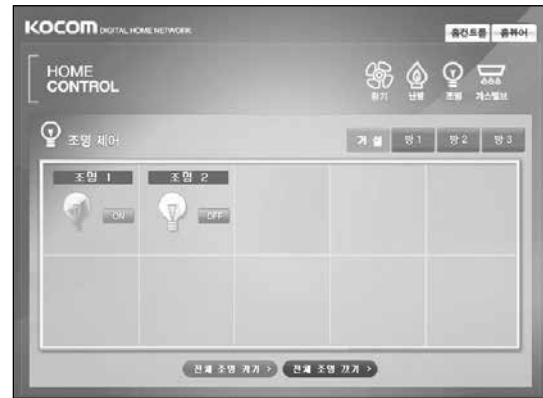 KOCOM DIGITAL HOME NETWORK
홈컨트롤 홈뷰어
HOME
CONTROL
환기 난방 조명 가스밸브
조명 제어
거실 방1 방2 방3
조명 1 조명 2
ON OFF
전체 조명 켜기 > 전체 조명 끄기 >